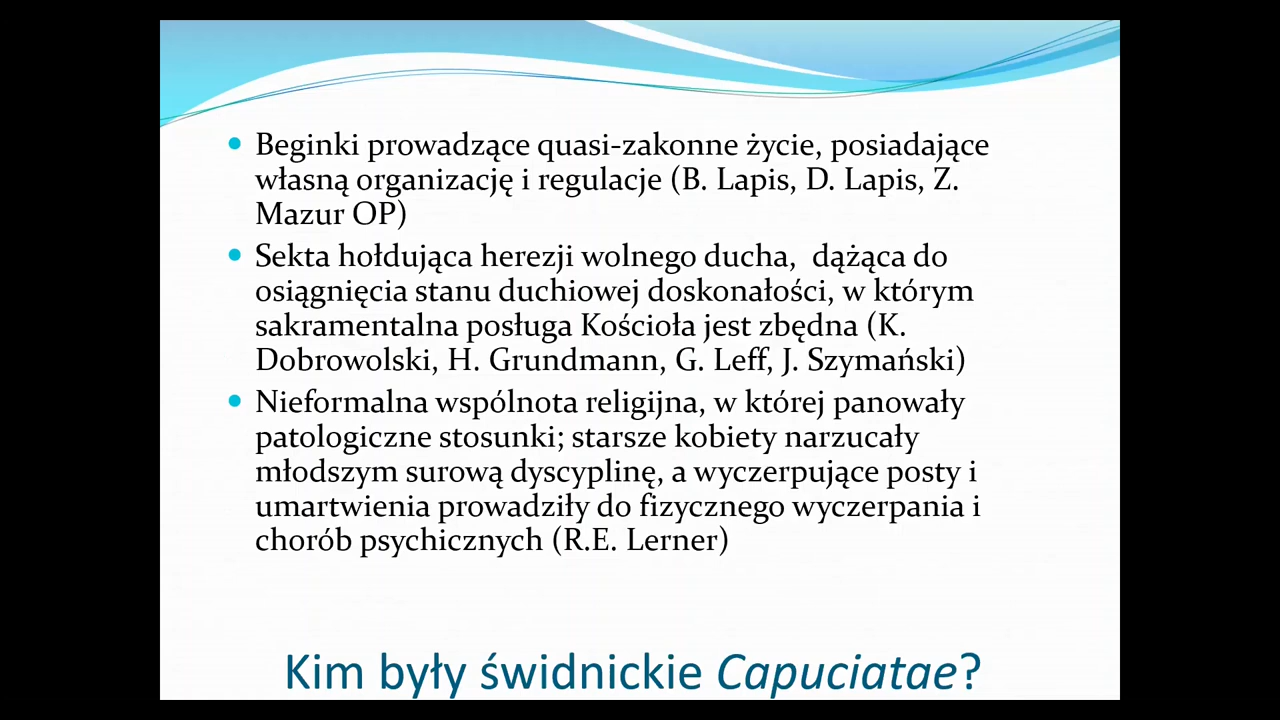 Beginki prowadzące quasi-zakonne życie, posiadające
własną organizację i regulacje (B. Lapis, D. Lapis, Z.
Mazur OP)
Sekta hołdująca herezji wolnego ducha,  dążąca do
osiągnięcia stanu duchiowej doskonałości, w którym
sakramentalna posługa Kościoła jest zbędna (K.
Dobrowolski, H. Grundmann, G. Leff, J. Szymański)
Nieformalna wspólnota religijna, w której panowały
patologiczne stosunki; starsze kobiety narzucały
młodszym surową dyscyplinę, a wyczerpujące posty i
umartwienia prowadziły do fizycznego wyczerpania i
chorób psychicznych (R.E. Lerner)
Kim były świdnickie Capuciatae?